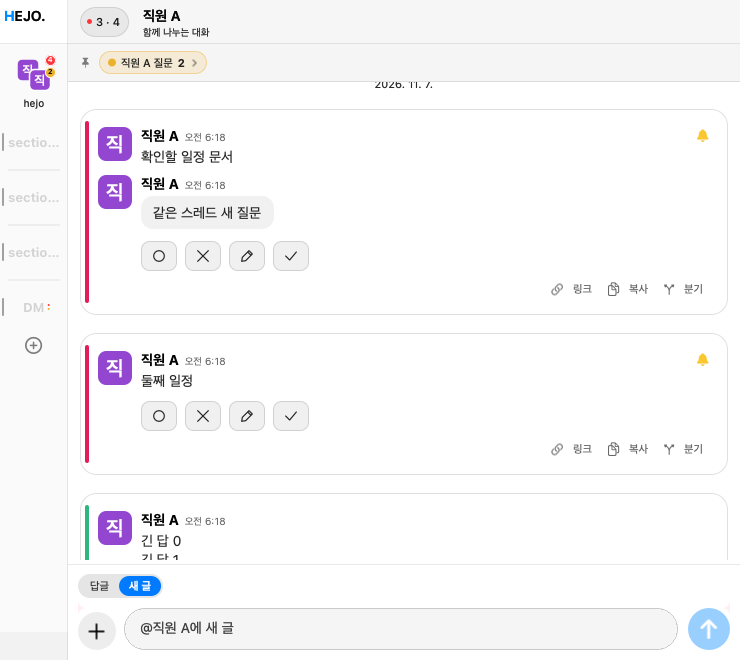 HEJO.
3 · 4
직원 A
함께 나누는 대화
직원 A 질문 2
직
직
4
2
hejo
sectio...
sectio...
sectio...
DM
2026. 11. 7.
직
직원 A 오전 6:18
확인할 일정 문서
직
직원 A 오전 6:18
같은 스레드 새 질문
링크 복사 분기
직
직원 A 오전 6:18
둘째 일정
링크 복사 분기
직
직원 A 오전 6:18
긴 답 0
긴 답 1
답글 새 글
@직원 A에 새 글